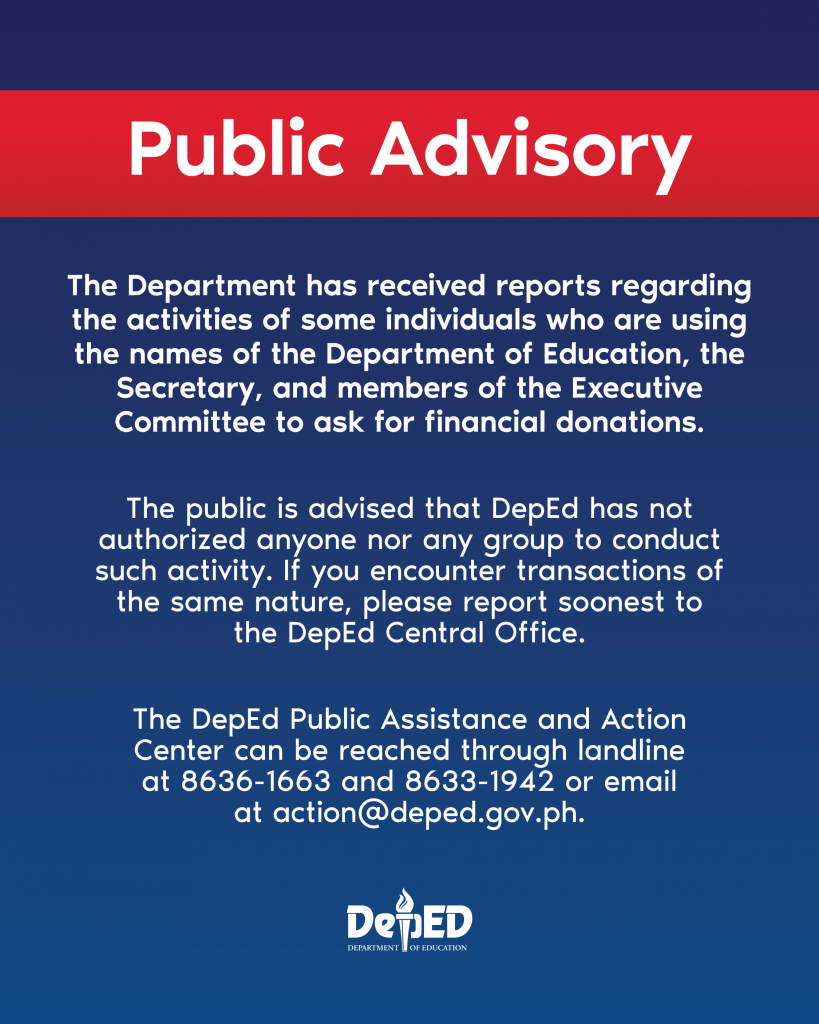 Public Advisory
The Department has received reports regarding
the activities of some individuals who are using
the names of the Department of Education, the
Secretary, and members of the Executive
Committee to ask for financial donations.
The public is advised that DepEd has not
authorized anyone nor any group to conduct
such activity. If you encounter transactions of
the same nature, please report soonest to
the DepEd Central Office.
The DepEd Public Assistance and Action
Center can be reached through landline
at 8636-1663 and 8633-1942 or email
at action@deped.gov.ph.
DepED
DEPARTMENT OF EDUCATION